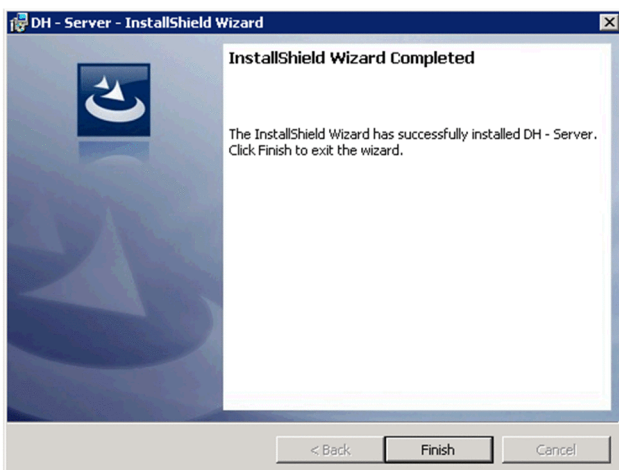 DH - Server - InstallShield Wizard
InstallShield Wizard Completed
The InstallShield Wizard has successfully installed DH - Server.
Click Finish to exit the wizard.
< Back
Finish
Cancel